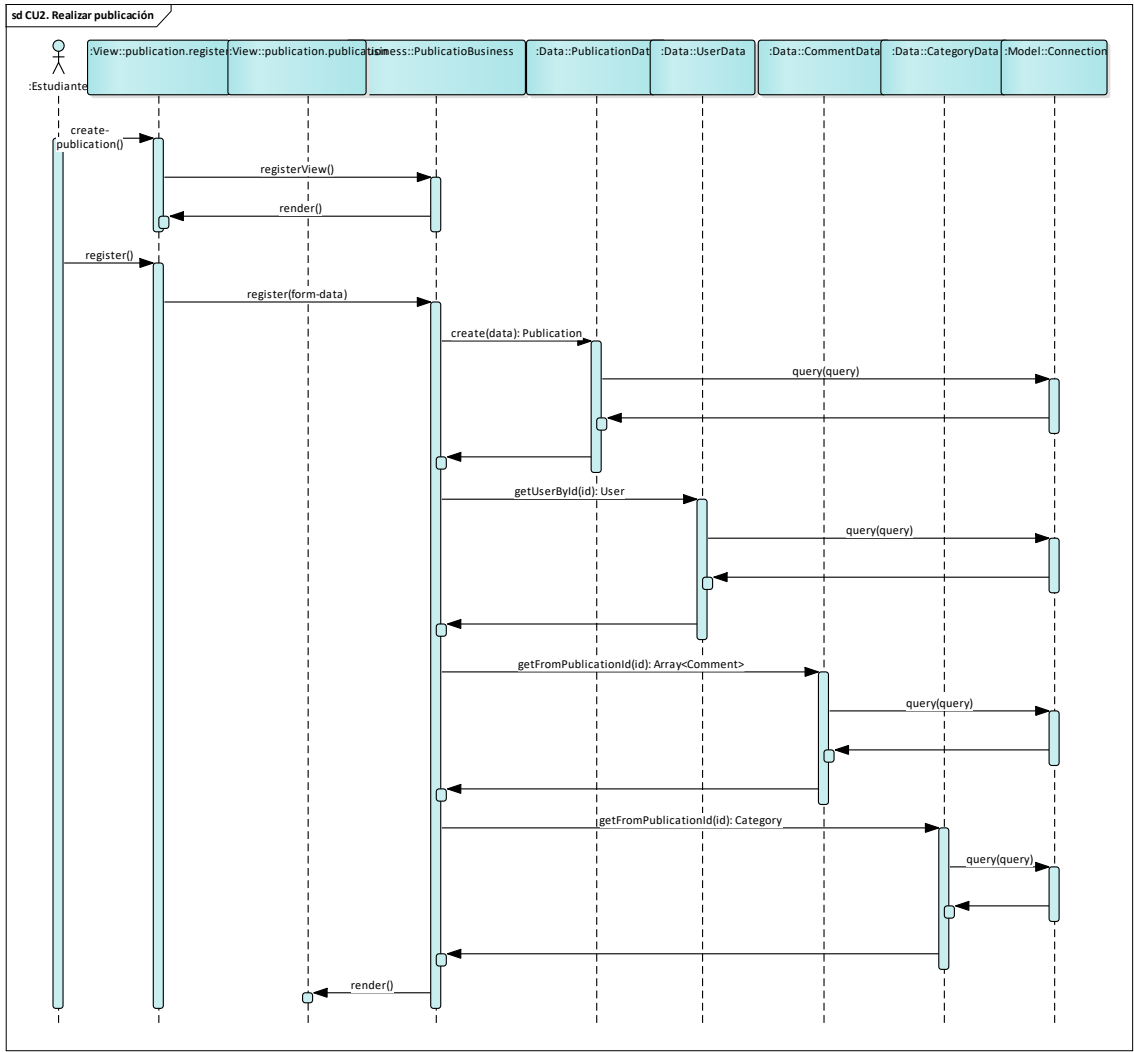 sd CU2. Realizar publicación
:Estudiante
:View::publication.register
:View::publication.publication
iness::PublicatioBusiness
:Data::PublicationDat
:Data::UserData
:Data::CommentData
:Data::CategoryData
:Model::Connection
create-
publication()
registerView()
render()
register()
register(form-data)
create(data): Publication
query(query)
getUserById(id): User
query(query)
getFromPublicationId(id): Array<Comment>
query(query)
getFromPublicationId(id): Category
query(query)
render()